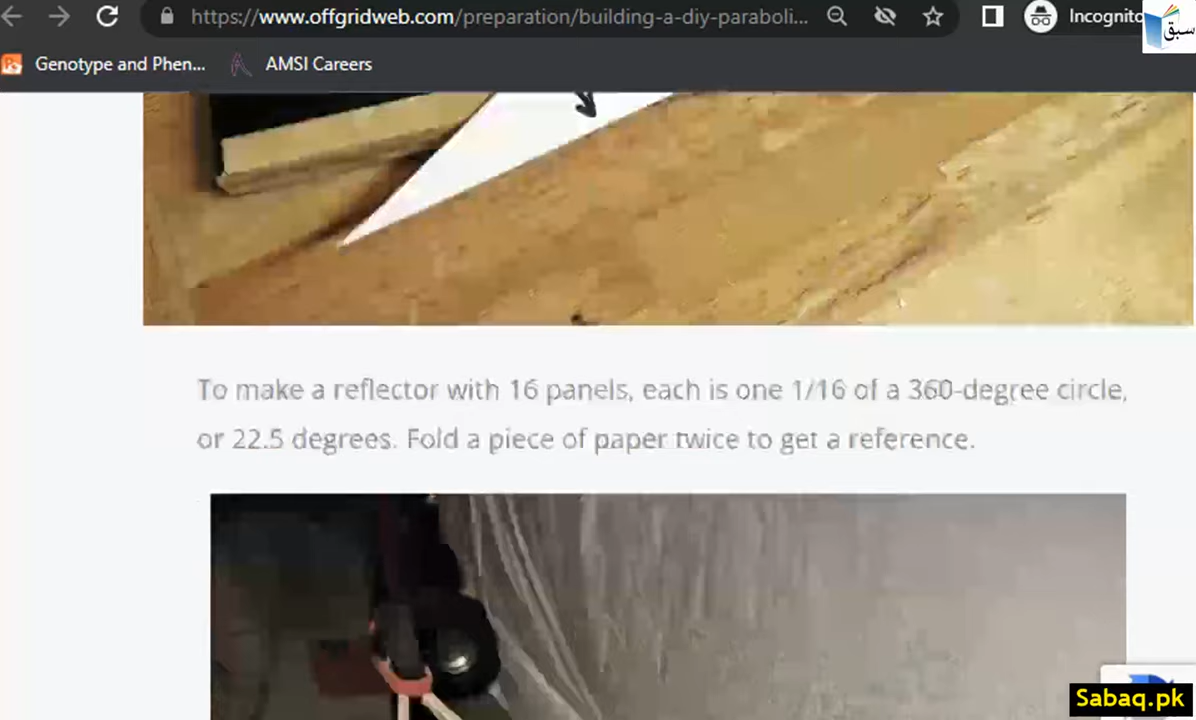 https://www.offgridweb.com/preparation/building-a-diy-paraboli...
Incognito
سبق
Genotype and Phen...
AMSI Careers
To make a reflector with 16 panels, each is one 1/16 of a 360-degree circle,
or 22.5 degrees. Fold a piece of paper twice to get a reference.
Sabaq.pk